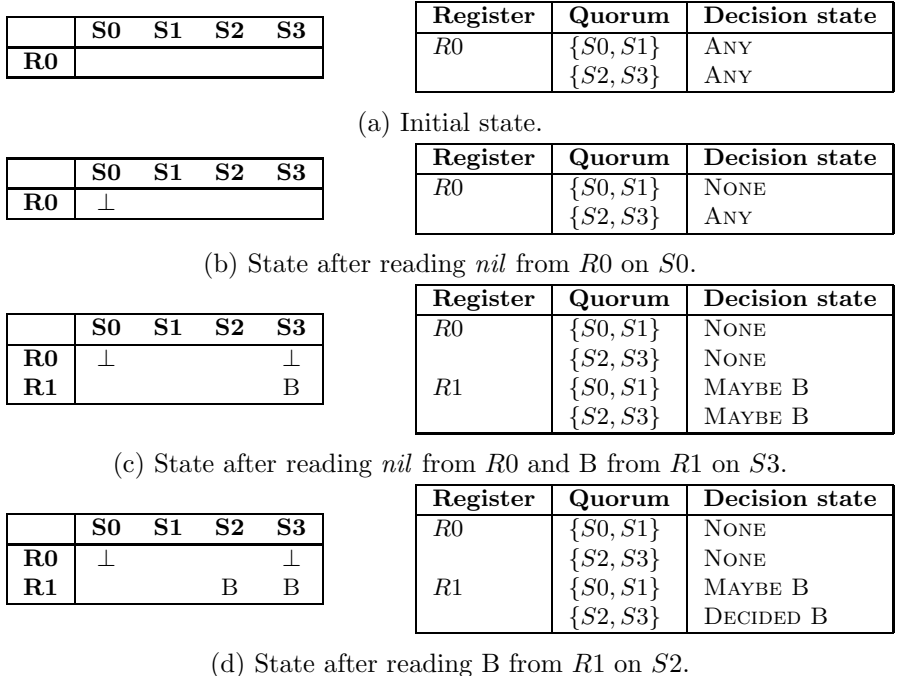 S0 S1 S2 S3
R0
Register Quorum Decision state
R0 {S0, S1} ANY
{S2, S3} ANY
(a) Initial state.
S0 S1 S2 S3
R0 ⊥
Register Quorum Decision state
R0 {S0, S1} NONE
{S2, S3} ANY
(b) State after reading nil from R0 on S0.
S0 S1 S2 S3
R0 ⊥ ⊥
R1 B
Register Quorum Decision state
R0 {S0, S1} NONE
{S2, S3} NONE
R1 {S0, S1} MAYBE B
{S2, S3} MAYBE B
(c) State after reading nil from R0 and B from R1 on S3.
S0 S1 S2 S3
R0 ⊥ ⊥
R1 B B
Register Quorum Decision state
R0 {S0, S1} NONE
{S2, S3} NONE
R1 {S0, S1} MAYBE B
{S2, S3} DECIDED B
(d) State after reading B from R1 on S2.